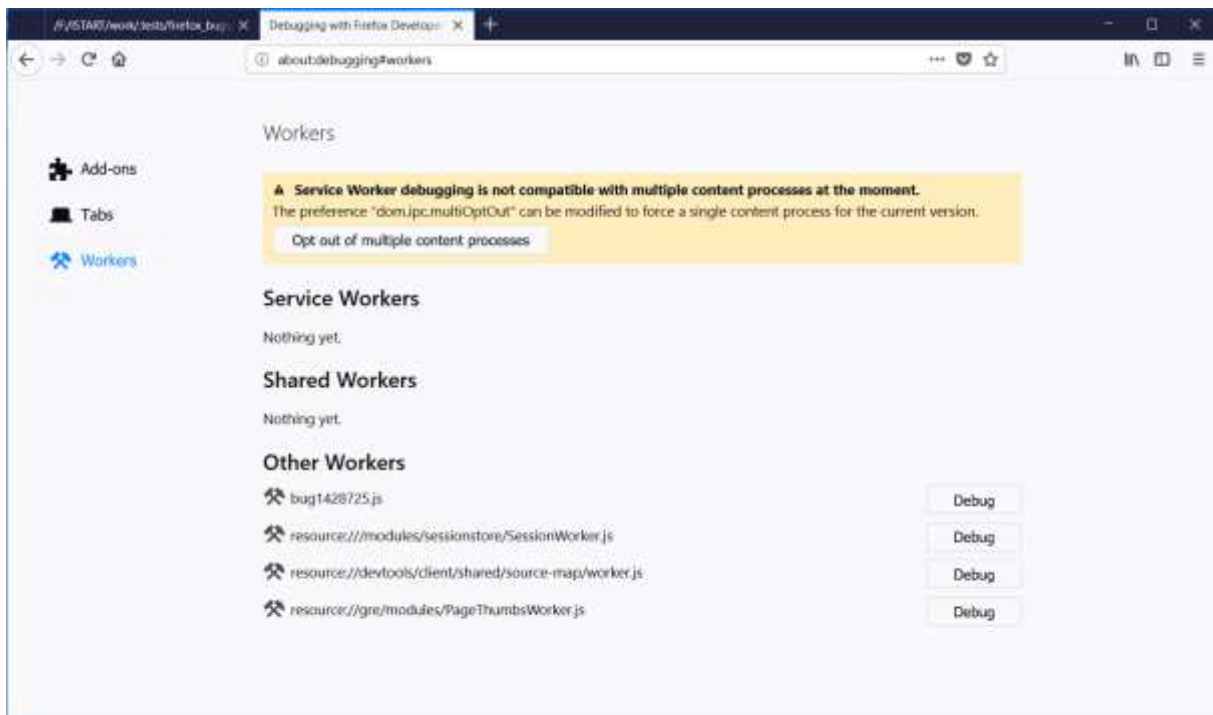 Debugging with Firefox Develope
about:debugging#workers
Workers
Add-ons
Tabs
Workers
Service Worker debugging is not compatible with multiple content processes at the moment.
The preference "dom.ipc.multiOptOut" can be modified to force a single content process for the current version.
Opt out of multiple content processes
Service Workers
Nothing yet.
Shared Workers
Nothing yet.
Other Workers
bug1428725.js Debug
resource:///modules/sessionstore/SessionWorker.js Debug
resource://devtools/client/shared/source-map/worker.js Debug
resource://gre/modules/PageThumbsWorker.js Debug